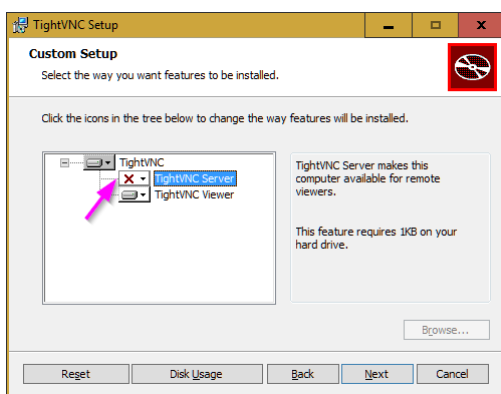 TightVNC Setup
Custom Setup
Select the way you want features to be installed.
Click the icons in the tree below to change the way features will be installed.
TightVNC
TightVNC Server
TightVNC Viewer
TightVNC Server makes this
computer available for remote
viewers.
This feature requires 1KB on your
hard drive.
Browse...
Reset
Disk Usage
Back
Next
Cancel